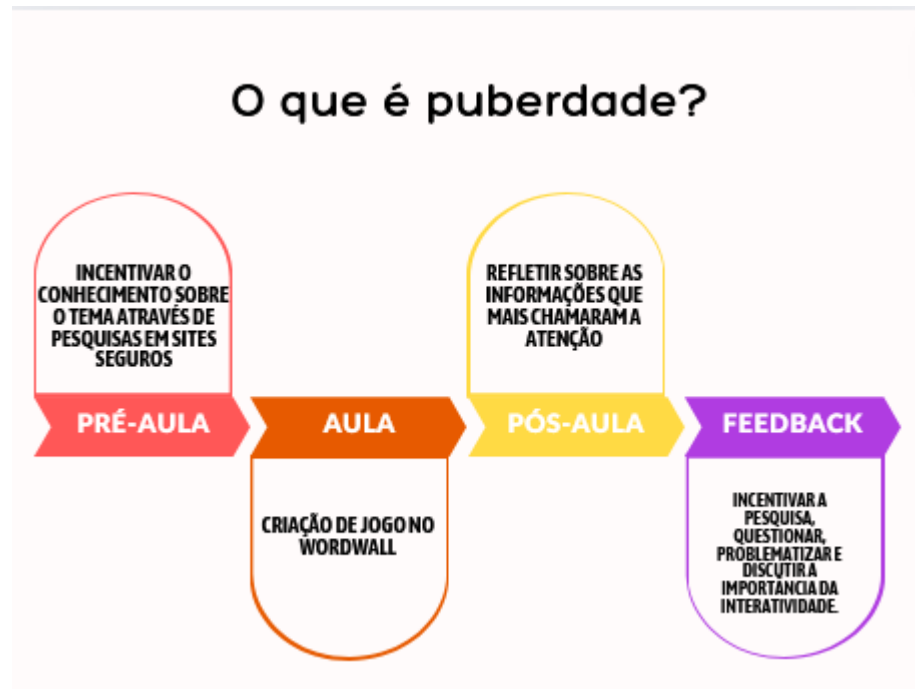 O que é puberdade?
INCENTIVAR O
CONHECIMENTO SOBRE
O TEMA ATRAVÉS DE
PESQUISAS EM SITES
SEGUROS
PRÉ-AULA
AULA
CRIAÇÃO DE JOGO NO
WORDWALL
REFLETIR SOBRE AS
INFORMAÇÕES QUE
MAIS CHAMARAM A
ATENÇÃO
PÓS-AULA
FEEDBACK
INCENTIVAR A
PESQUISA,
QUESTIONAR,
PROBLEMATIZAR E
DISCUTIR A
IMPORTANCIA DA
INTERATIVIDADE.